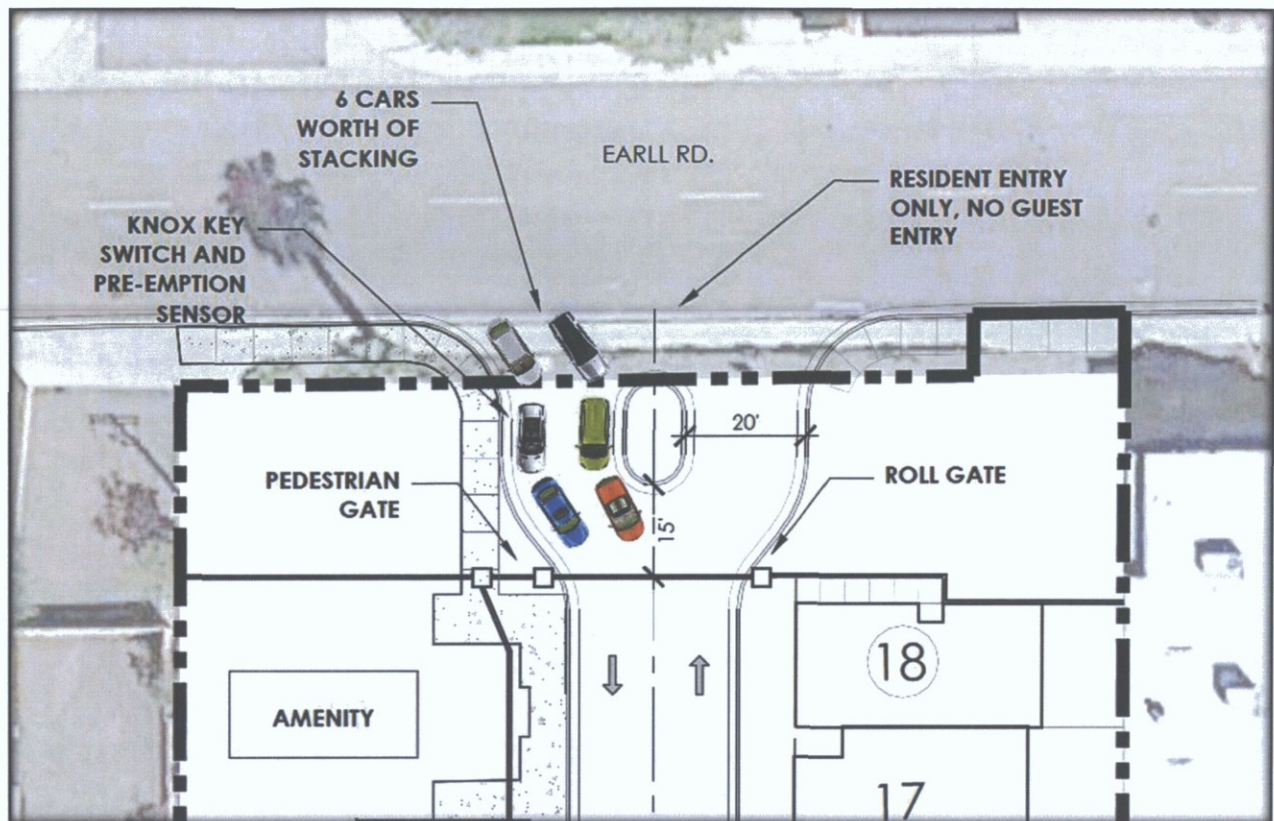 6 CARS
WORTH OF
STACKING
EARLL RD.
RESIDENT ENTRY
ONLY, NO GUEST
ENTRY
KNOX KEY
SWITCH AND
PRE-EMPTION
SENSOR
20'
PEDESTRIAN
GATE
ROLL GATE
15'
18
AMENITY
17